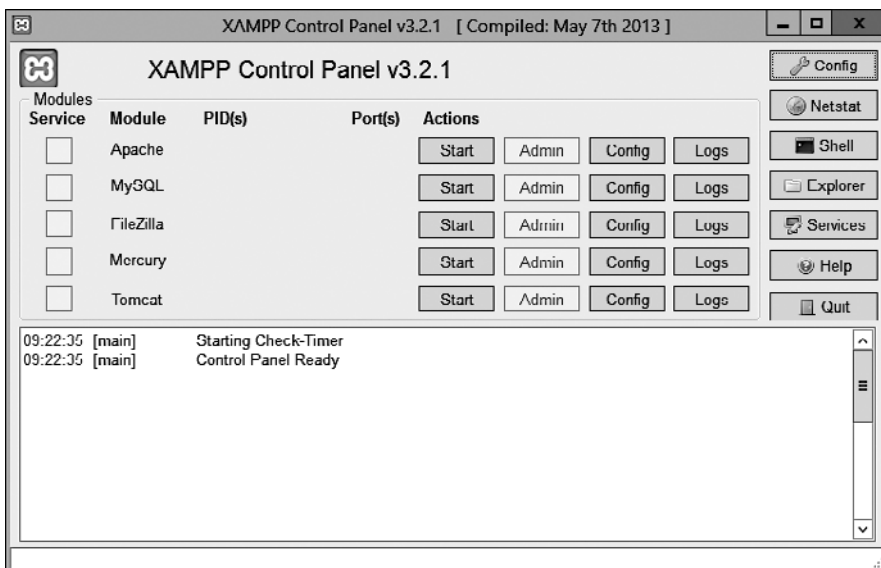 XAMPP Control Panel v3.2.1 [ Compiled: May 7th 2013 ]
XAMPP Control Panel v3.2.1
Config
Modules
Service Module PID(s) Port(s) Actions
Netstat
Apache Start Admin Config Logs
Shell
MySQL Start Admin Config Logs
Explorer
FileZilla Start Admin Config Logs
Services
Mercury Start Admin Config Logs
Help
Tomcat Start Admin Config Logs
Quit
09:22:35 [main] Starting Check-Timer
09:22:35 [main] Control Panel Ready